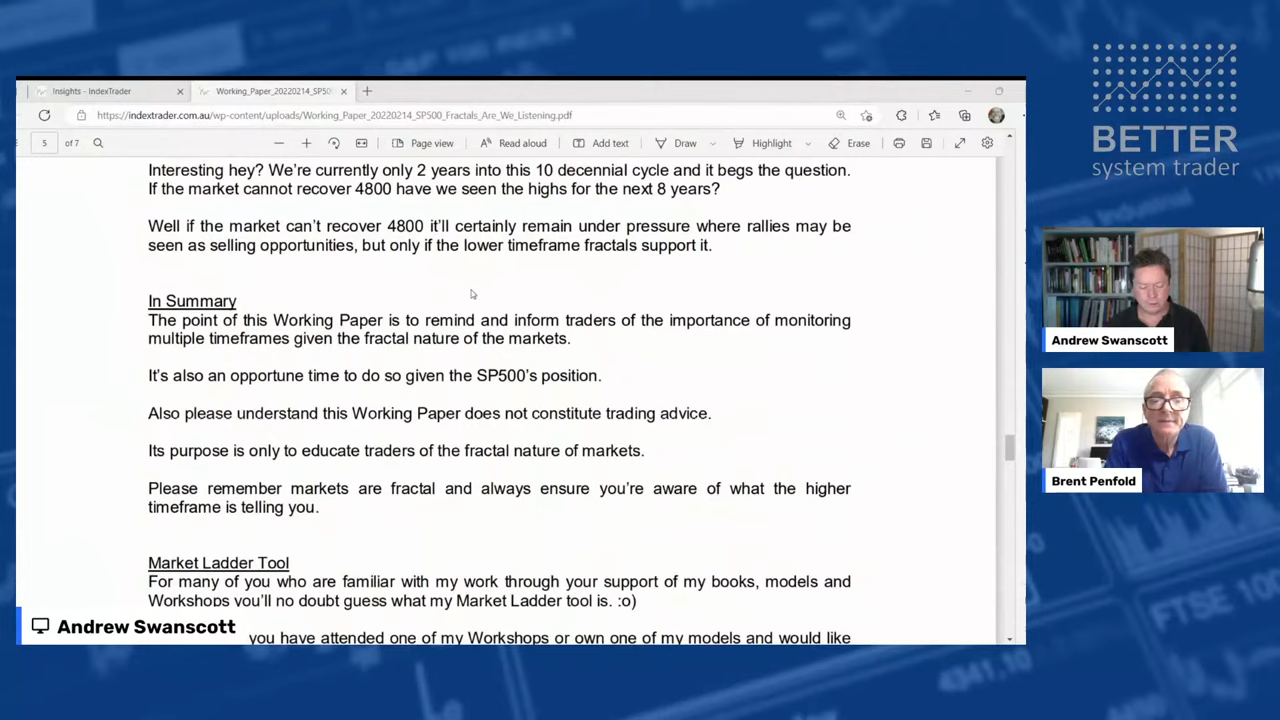 Insights - IndexTrader
Working_Paper_20220214_SP50
https://indextrader.com.au/wp-content/uploads/Working_Paper_20220214_SP500_Fractals_Are_We_Listening.pdf
5 of 7
Page view
Read aloud
Add text
Draw
Highlight
Erase
Interesting hey? We're currently only 2 years into this 10 decennial cycle and it begs the question.
If the market cannot recover 4800 have we seen the highs for the next 8 years?
Well if the market can't recover 4800 it'll certainly remain under pressure where rallies may be
seen as selling opportunities, but only if the lower timeframe fractals support it.
In Summary
The point of this Working Paper is to remind and inform traders of the importance of monitoring
multiple timeframes given the fractal nature of the markets.
It's also an opportune time to do so given the SP500's position.
Also please understand this Working Paper does not constitute trading advice.
Its purpose is only to educate traders of the fractal nature of markets.
Please remember markets are fractal and always ensure you're aware of what the higher
timeframe is telling you.
Market Ladder Tool
For many of you who are familiar with my work through your support of my books, models and
Workshops you'll no doubt guess what my Market Ladder tool is. :o)
you have attended one of my Workshops or own one of my models and would like
Andrew Swanscott
BETTER
system trader
Andrew Swanscott
Brent Penfold
FTSE 100
4341,10